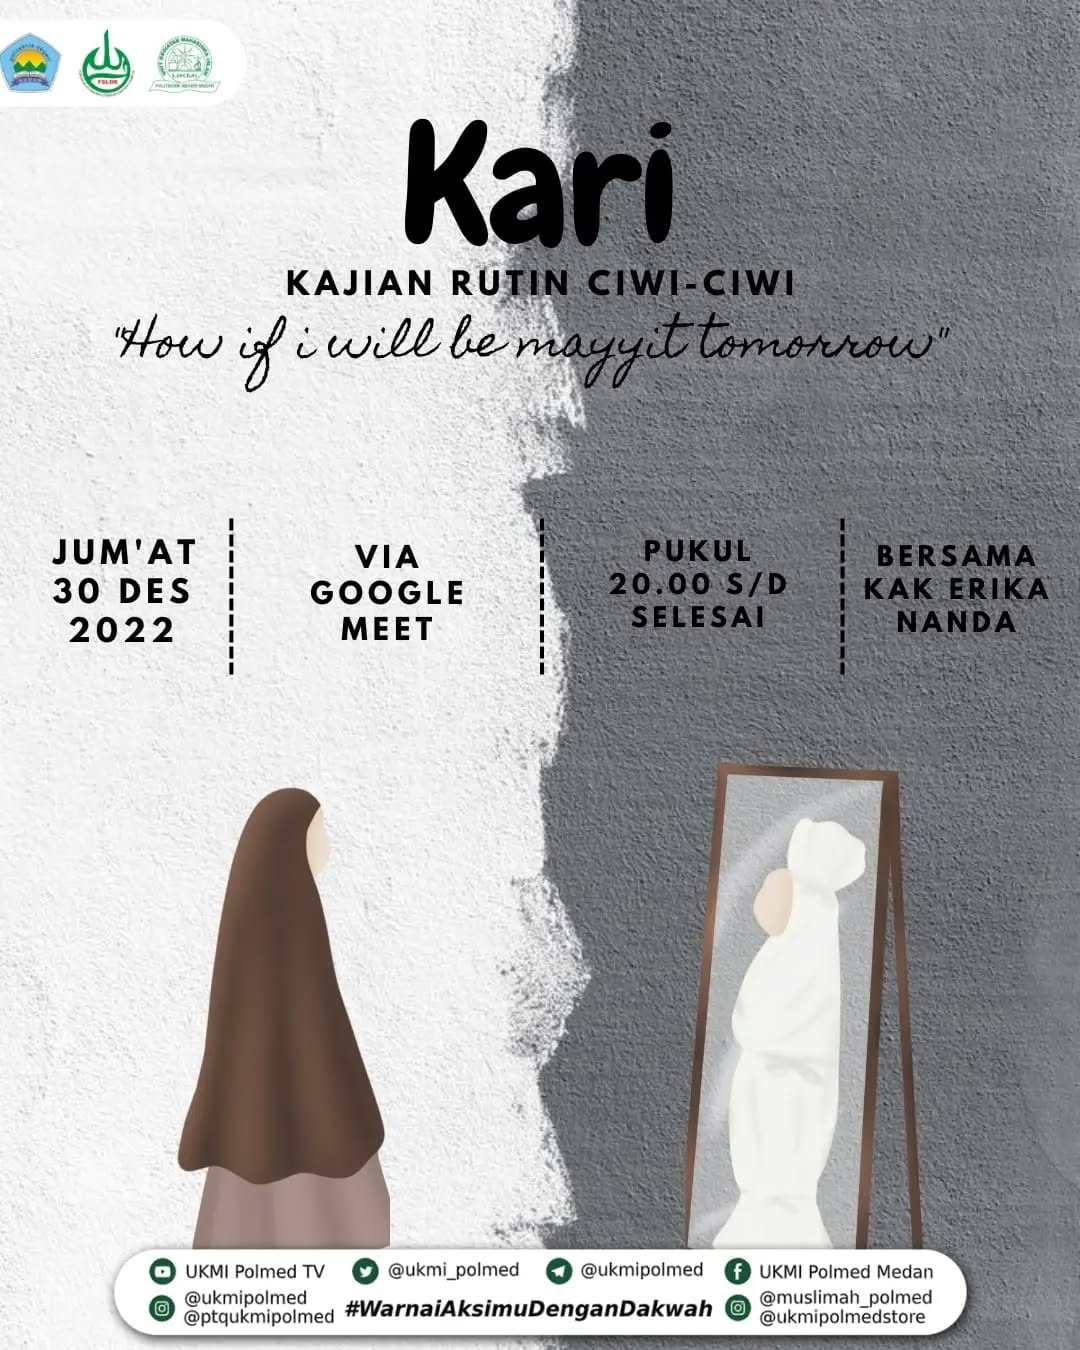 FSLDK
UKMI
Kari
KAJIAN RUTIN CIWI-CIWI
"How if i will be mayyit tomorrow"
JUM'AT
30 DES
2022
VIA
GOOGLE
MEET
PUKUL
20.00 S/D
SELESAI
BERSAMA
KAK ERIKA
NANDA
UKMI Polmed TV
@ukmi_polmed
@ukmipolmed
UKMI Polmed Medan
@ukmipolmed
@ptqukmipolmed
#WarnaiAksimuDenganDakwah
@muslimah_polmed
@ukmipolmedstore